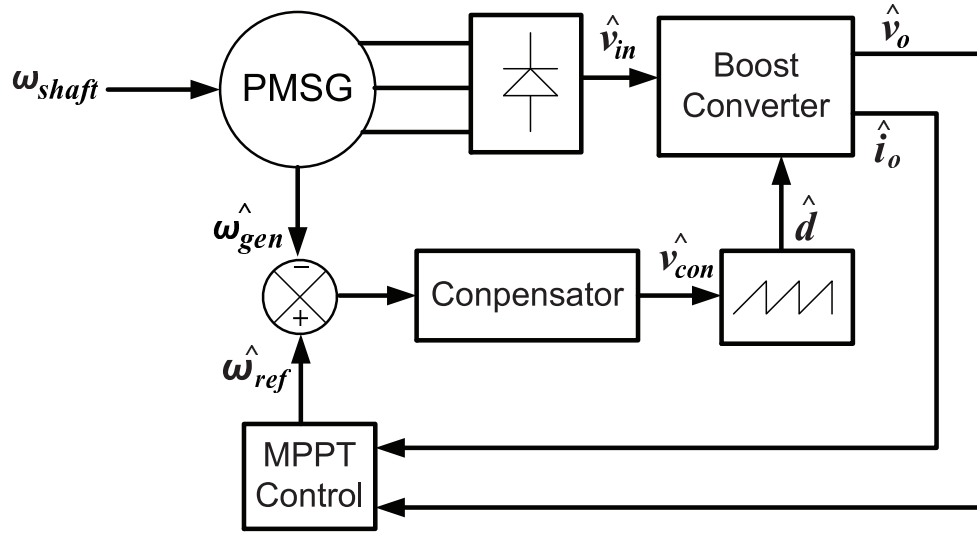 ω_shaft
PMSG
v̂_in
Boost
Converter
v̂_o
î_o
ω̂_gen
−
+
Conpensator
v̂_con
d̂
ω̂_ref
MPPT
Control